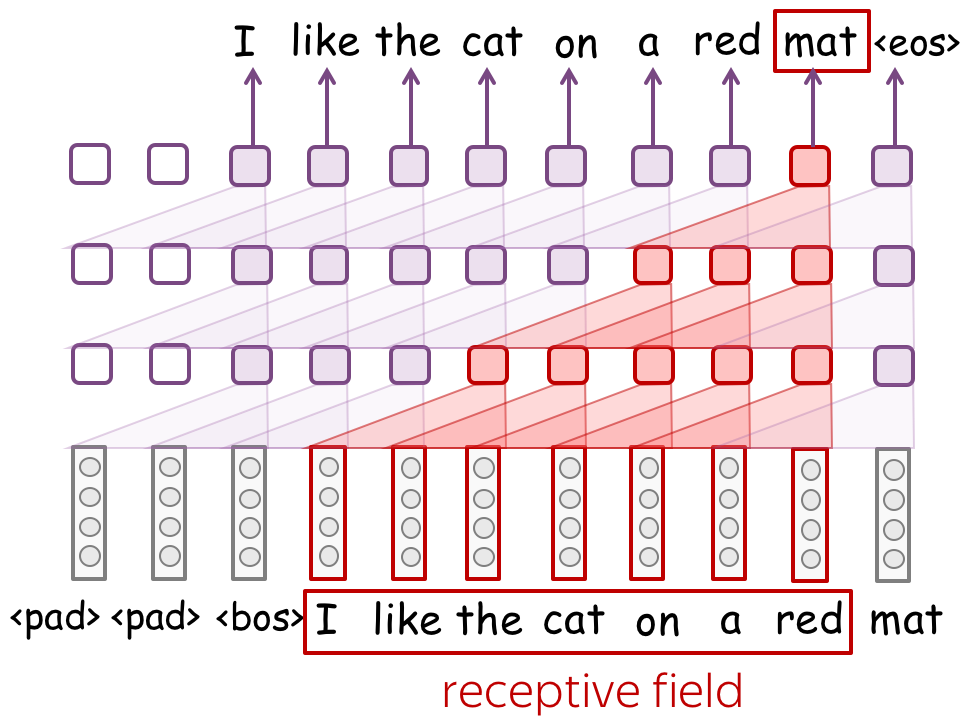 I like the cat on a red mat <eos>
<pad> <pad> <bos> I like the cat on a red mat
receptive field